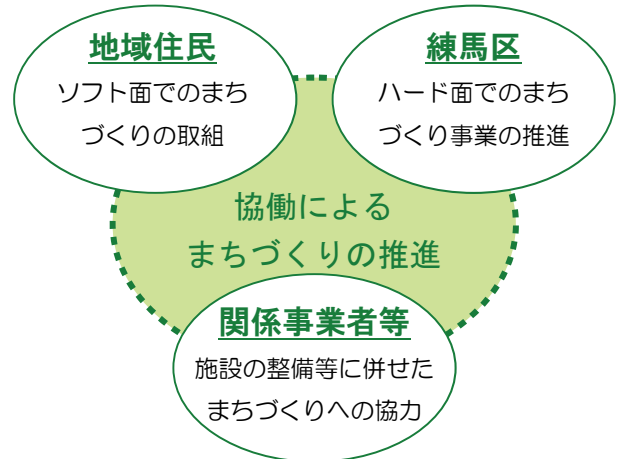 地域住民
ソフト面でのまち
づくりの取組
練馬区
ハード面でのまち
づくり事業の推進
協働による
まちづくりの推進
関係事業者等
施設の整備等に併せた
まちづくりへの協力